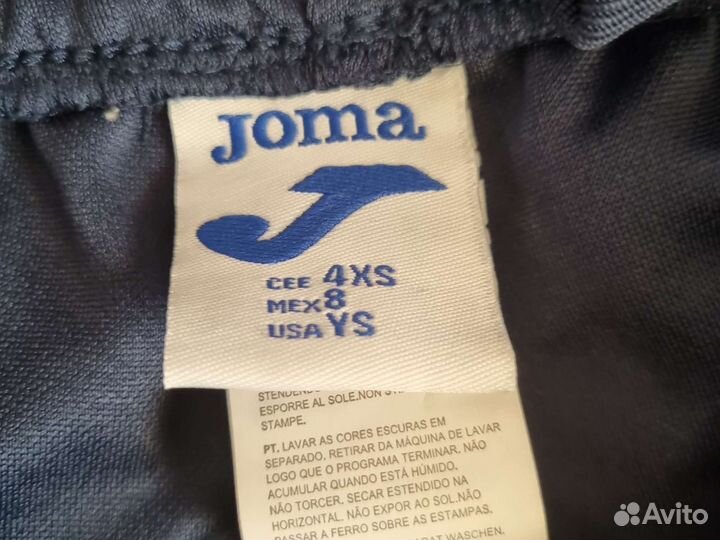 Joma
CEE 4XS
MEX 8
USA YS
ESPORRE AL SOLE.NON
STAMPE.
PT. LAVAR AS CORES ESCURAS EM
SEPARADO. RETIRAR DA MÁQUINA DE LAVAR
LOGO QUE O PROGRAMA TERMINAR. NÃO
ACUMULAR QUANDO ESTÁ HÚMIDO.
NÃO TORCER. SECAR ESTENDIDO NA
HORIZONTAL. NÃO EXPOR AO SOL.NÃO
PASSAR A FERRO SOBRE AS ESTAMPAS.
WASCHEN.
Avito